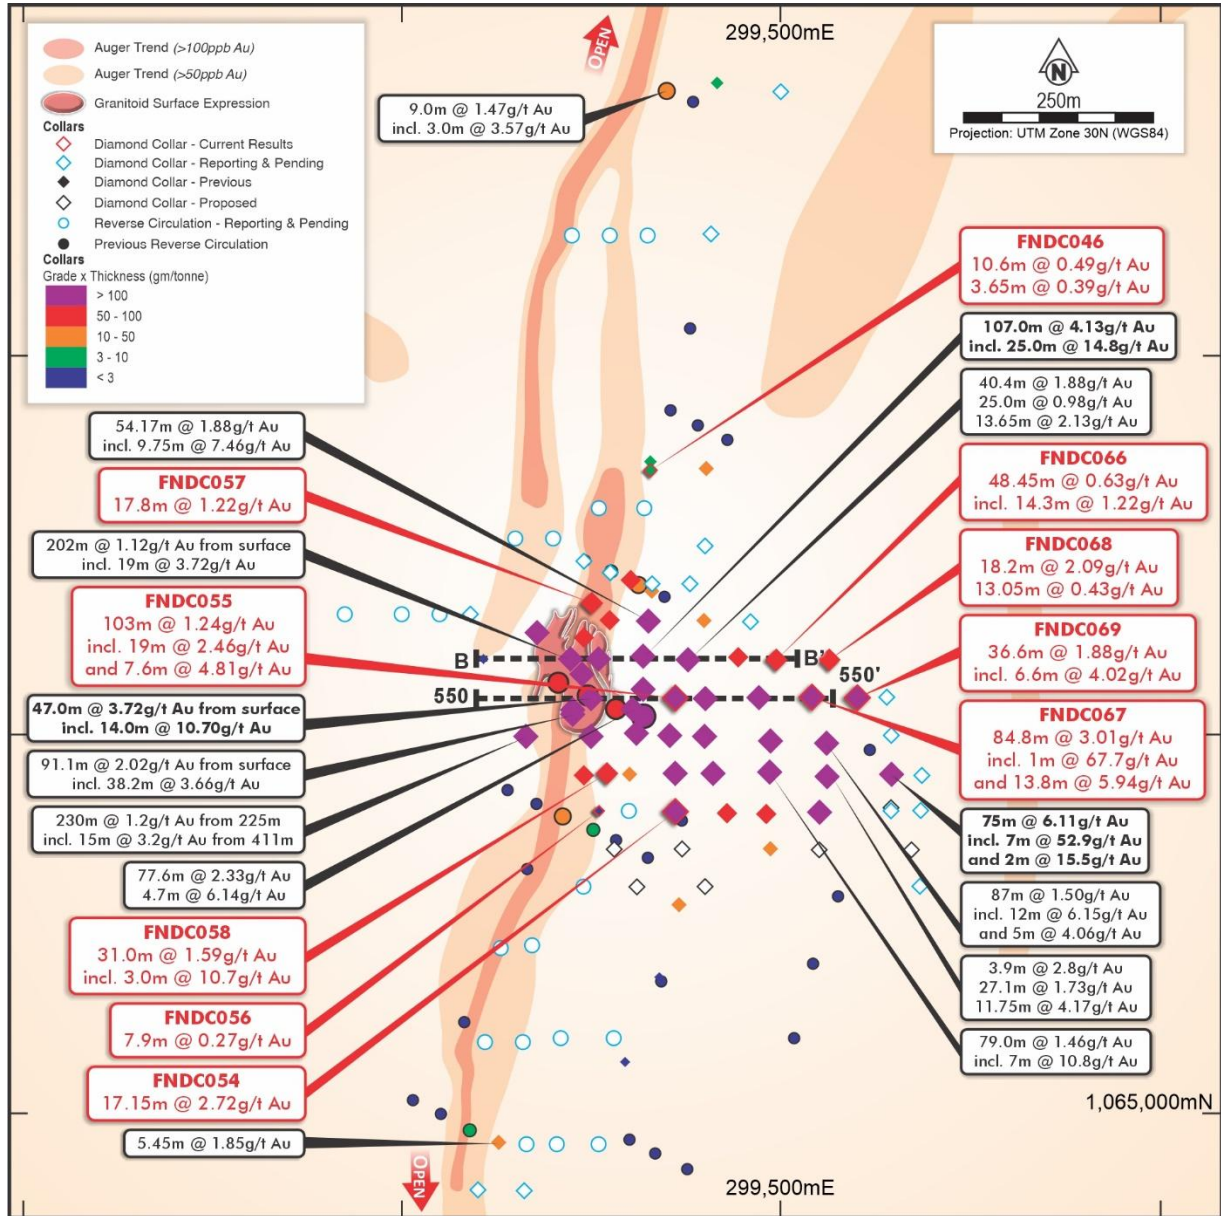 299,500mE
OPEN
Auger Trend (>100ppb Au)
Auger Trend (>50ppb Au)
Granitoid Surface Expression
Collars
Diamond Collar - Current Results
Diamond Collar - Reporting & Pending
Diamond Collar - Previous
Diamond Collar - Proposed
Reverse Circulation - Reporting & Pending
Previous Reverse Circulation
Collars
Grade x Thickness (gm/tonne)
> 100
50 - 100
10 - 50
3 - 10
< 3
N
250m
Projection: UTM Zone 30N (WGS84)
9.0m @ 1.47g/t Au
incl. 3.0m @ 3.57g/t Au
54.17m @ 1.88g/t Au
incl. 9.75m @ 7.46g/t Au
FNDC057
17.8m @ 1.22g/t Au
202m @ 1.12g/t Au from surface
incl. 19m @ 3.72g/t Au
FNDC055
103m @ 1.24g/t Au
incl. 19m @ 2.46g/t Au
and 7.6m @ 4.81g/t Au
47.0m @ 3.72g/t Au from surface
incl. 14.0m @ 10.70g/t Au
91.1m @ 2.02g/t Au from surface
incl. 38.2m @ 3.66g/t Au
230m @ 1.2g/t Au from 225m
incl. 15m @ 3.2g/t Au from 411m
77.6m @ 2.33g/t Au
4.7m @ 6.14g/t Au
FNDC058
31.0m @ 1.59g/t Au
incl. 3.0m @ 10.7g/t Au
FNDC056
7.9m @ 0.27g/t Au
FNDC054
17.15m @ 2.72g/t Au
5.45m @ 1.85g/t Au
B
B'
550
550'
FNDC046
10.6m @ 0.49g/t Au
3.65m @ 0.39g/t Au
107.0m @ 4.13g/t Au
incl. 25.0m @ 14.8g/t Au
40.4m @ 1.88g/t Au
25.0m @ 0.98g/t Au
13.65m @ 2.13g/t Au
FNDC066
48.45m @ 0.63g/t Au
incl. 14.3m @ 1.22g/t Au
FNDC068
18.2m @ 2.09g/t Au
13.05m @ 0.43g/t Au
FNDC069
36.6m @ 1.88g/t Au
incl. 6.6m @ 4.02g/t Au
FNDC067
84.8m @ 3.01g/t Au
incl. 1m @ 67.7g/t Au
and 13.8m @ 5.94g/t Au
75m @ 6.11g/t Au
incl. 7m @ 52.9g/t Au
and 2m @ 15.5g/t Au
87m @ 1.50g/t Au
incl. 12m @ 6.15g/t Au
and 5m @ 4.06g/t Au
3.9m @ 2.8g/t Au
27.1m @ 1.73g/t Au
11.75m @ 4.17g/t Au
79.0m @ 1.46g/t Au
incl. 7m @ 10.8g/t Au
1,065,000mN
OPEN
299,500mE